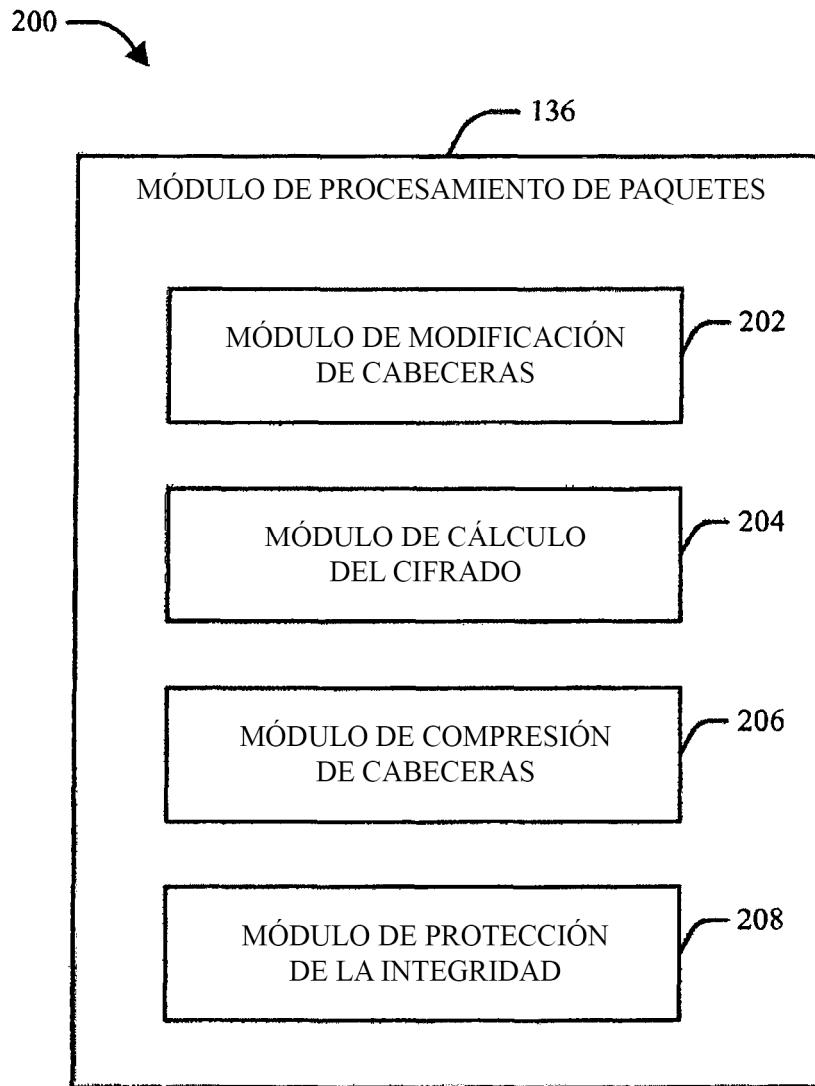 200
136
MÓDULO DE PROCESAMIENTO DE PAQUETES
MÓDULO DE MODIFICACIÓN
DE CABECERAS
202
MÓDULO DE CÁLCULO
DEL CIFRADO
204
MÓDULO DE COMPRESIÓN
DE CABECERAS
206
MÓDULO DE PROTECCIÓN
DE LA INTEGRIDAD
208